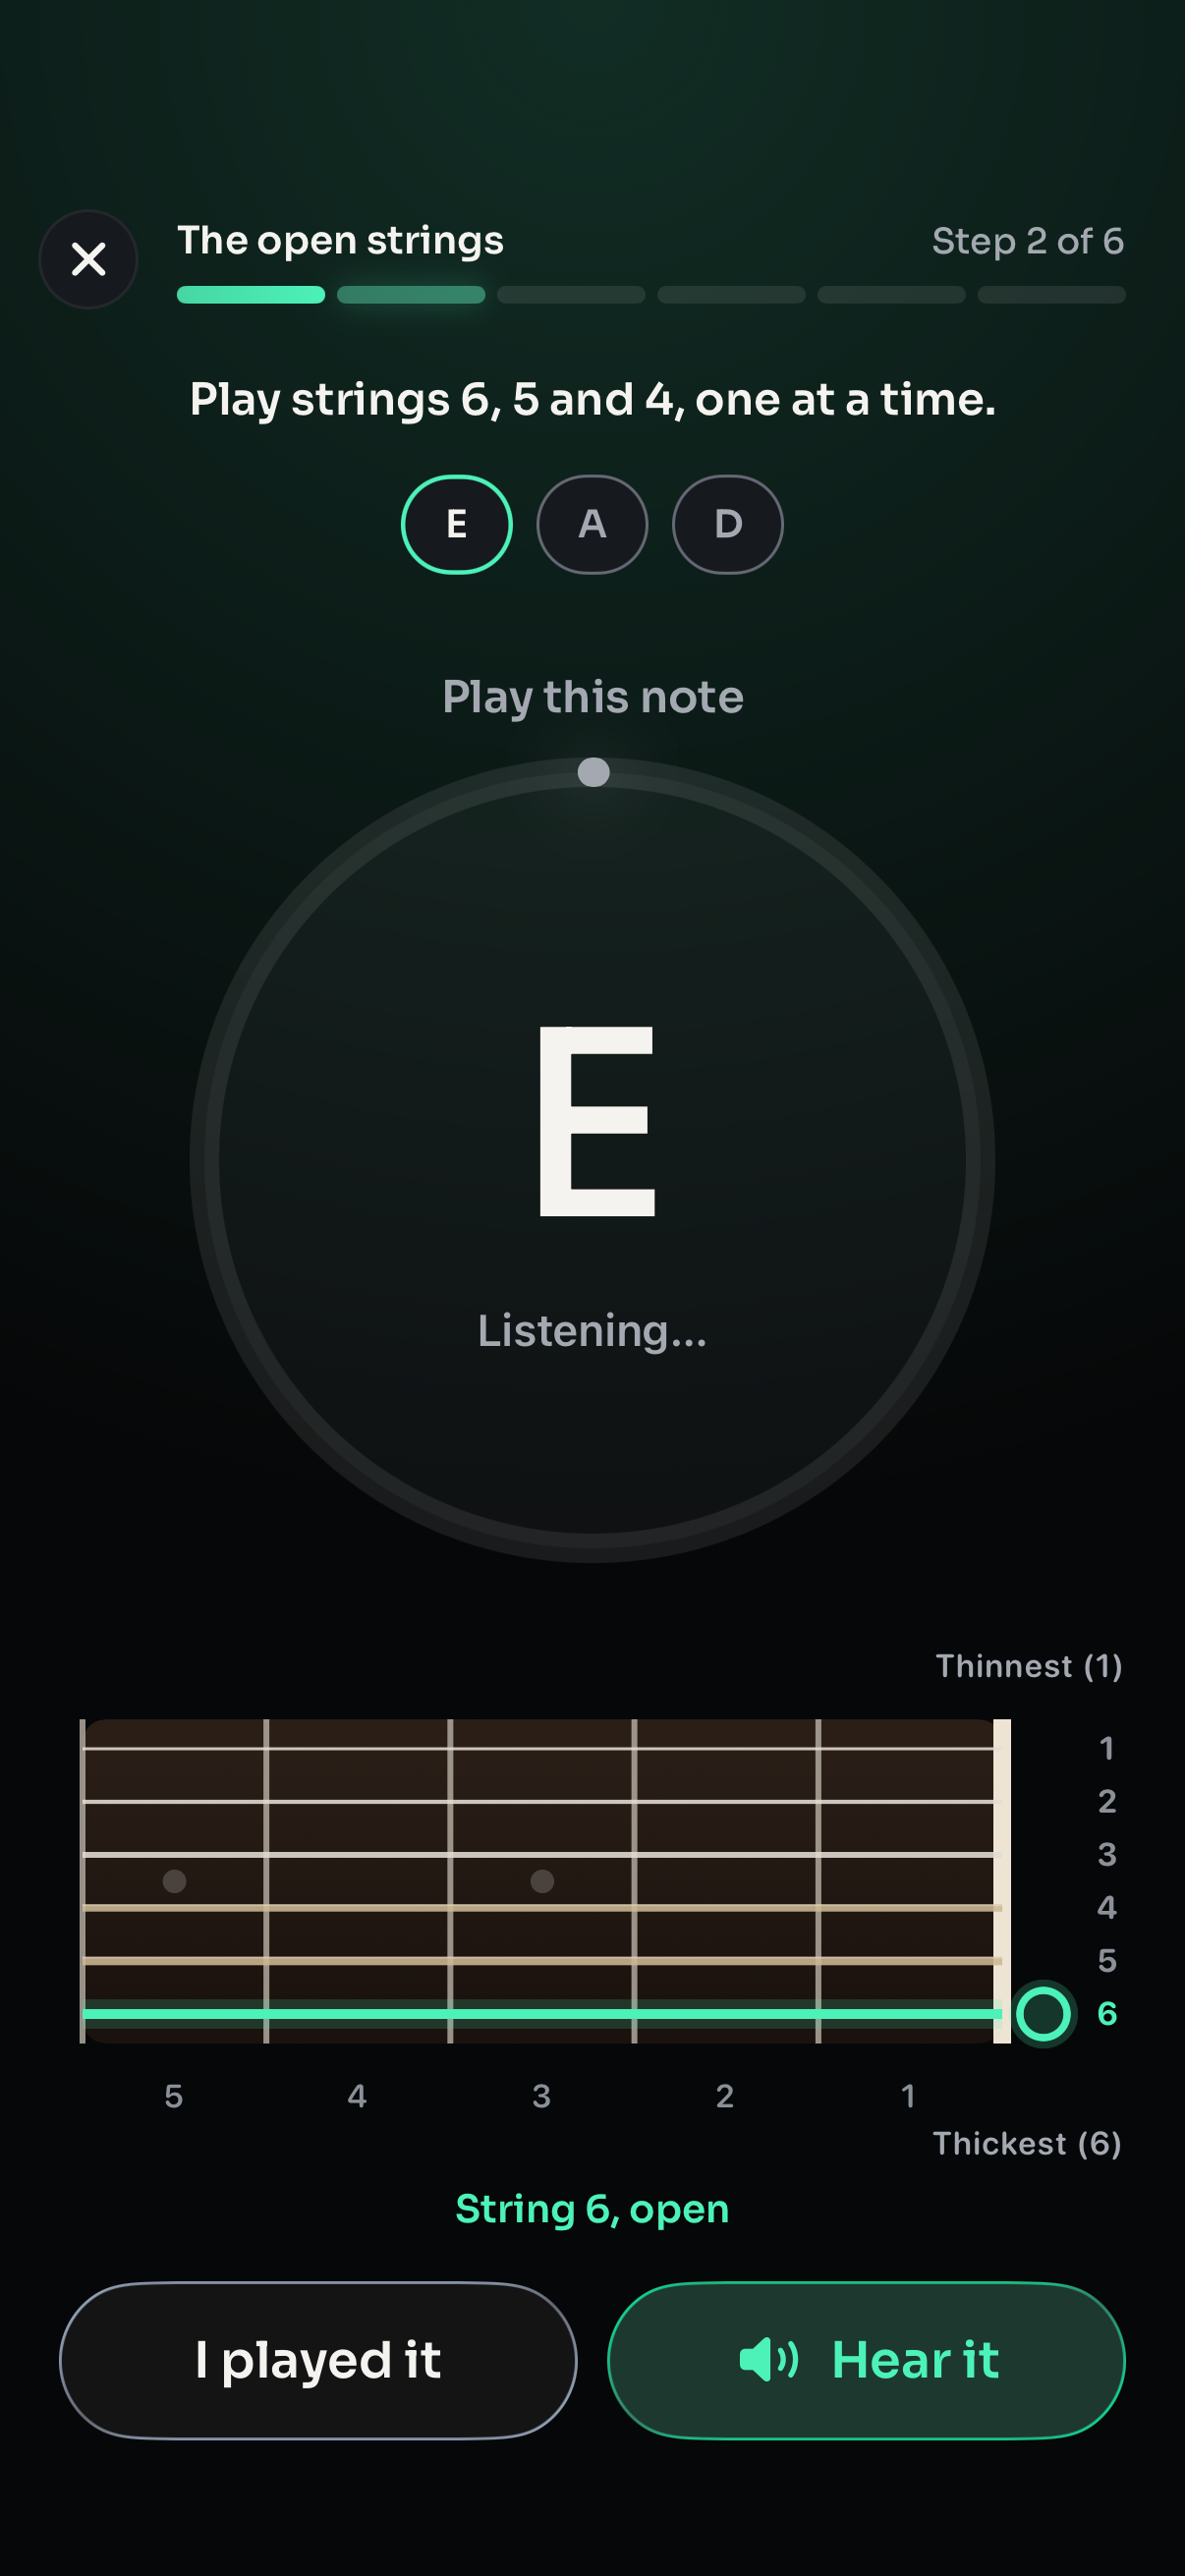 The open strings
Step 2 of 6
Play strings 6, 5 and 4, one at a time.
E A D
Play this note
E
Listening...
Thinnest (1)
1
2
3
4
5
6
5 4 3 2 1
Thickest (6)
String 6, open
I played it
Hear it